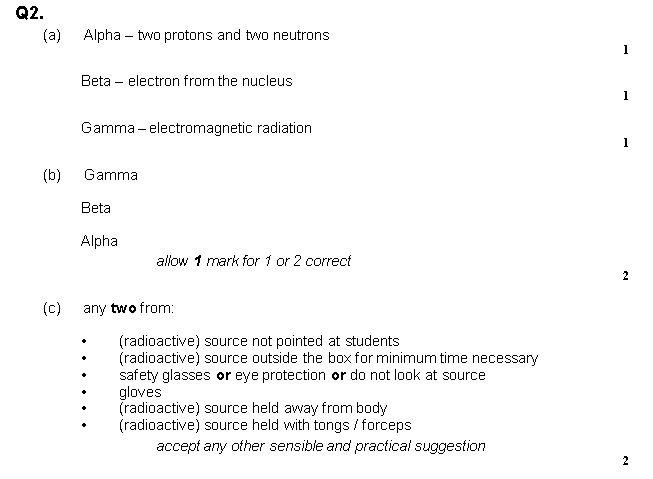 Q2.
(a) Alpha – two protons and two neutrons
1
Beta – electron from the nucleus
1
Gamma – electromagnetic radiation
1
(b) Gamma
Beta
Alpha
allow 1 mark for 1 or 2 correct
2
(c) any two from:
• (radioactive) source not pointed at students
• (radioactive) source outside the box for minimum time necessary
• safety glasses or eye protection or do not look at source
• gloves
• (radioactive) source held away from body
• (radioactive) source held with tongs / forceps
accept any other sensible and practical suggestion
2